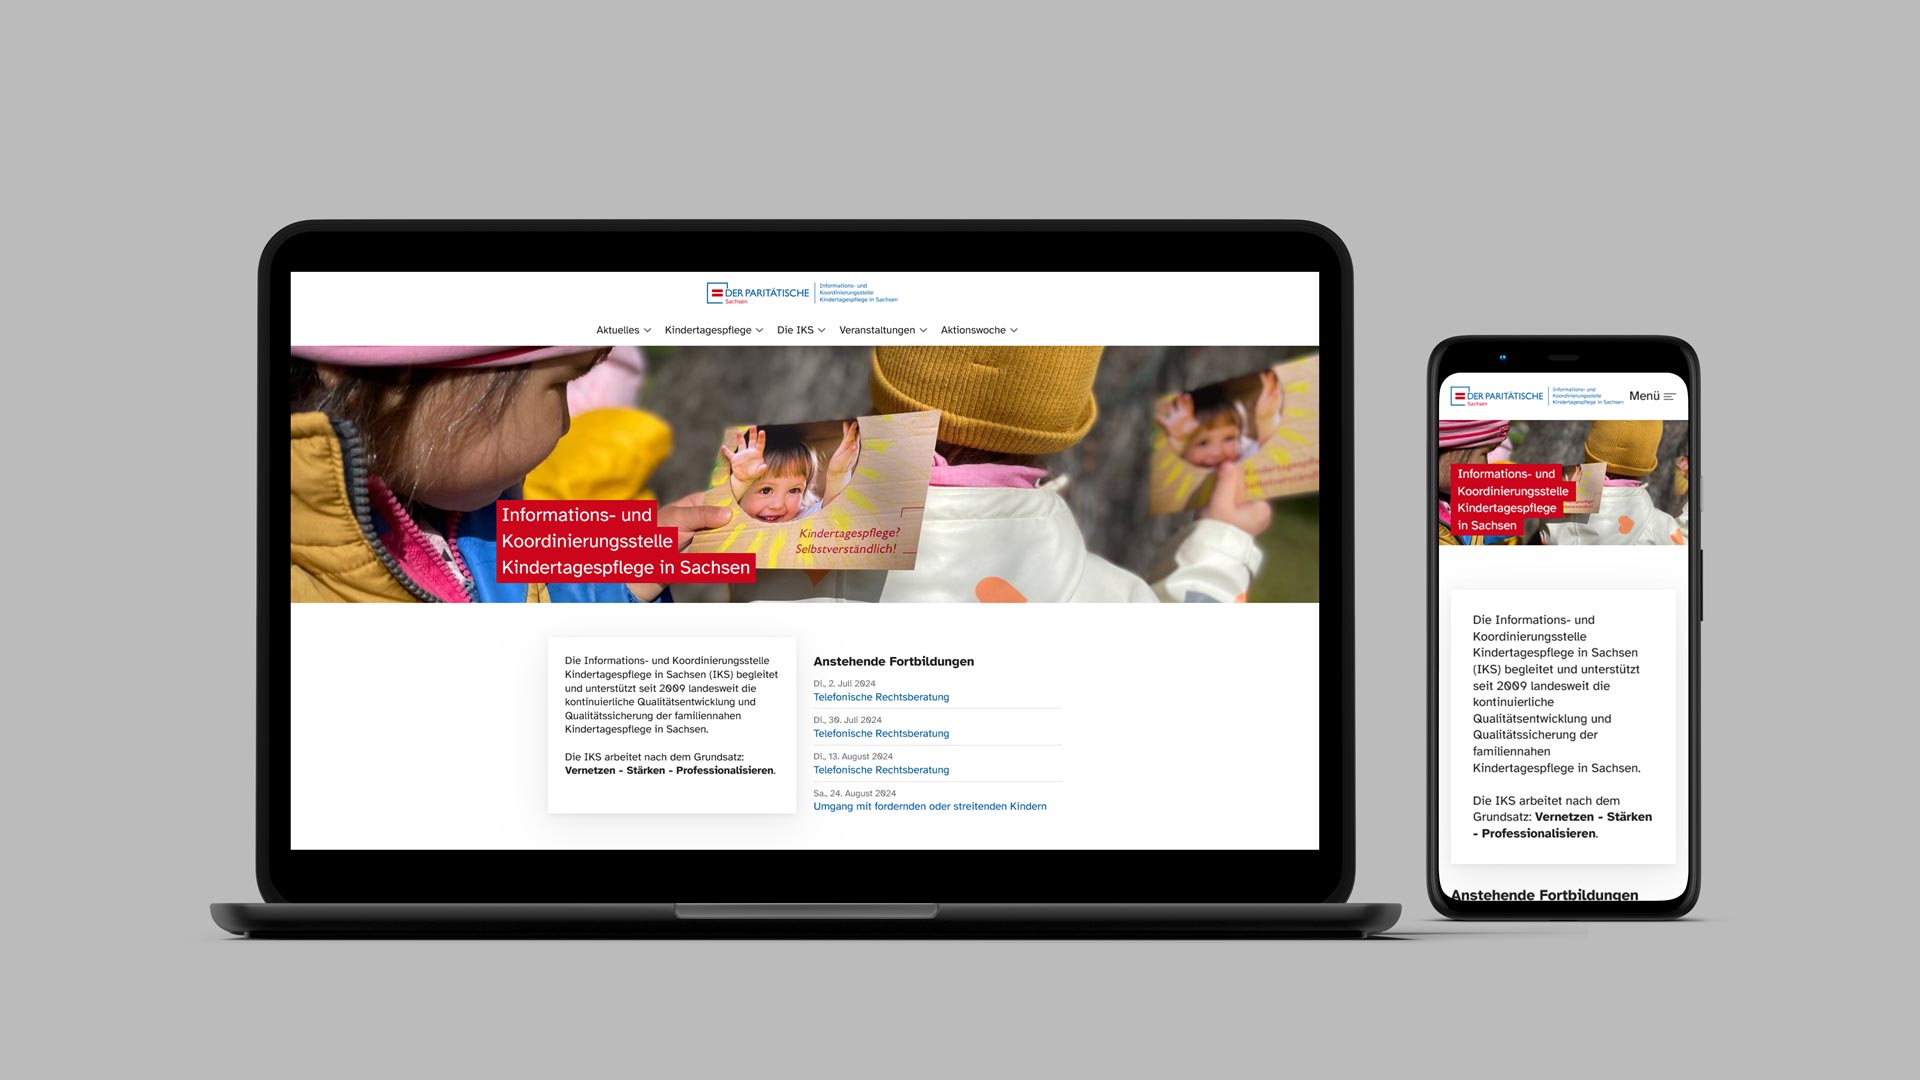 DER PARITÄTISCHE
Sachsen
Informations- und
Koordinierungsstelle
Kindertagespflege in Sachsen
Aktuelles
Kindertagespflege
Die IKS
Veranstaltungen
Aktionswoche
Kindertagespflege?
Selbstverständlich!
Informations- und
Koordinierungsstelle
Kindertagespflege in Sachsen
Die Informations- und Koordinierungsstelle
Kindertagespflege in Sachsen (IKS) begleitet
und unterstützt seit 2009 landesweit die
kontinuierliche Qualitätsentwicklung und
Qualitätssicherung der familiennahen
Kindertagespflege in Sachsen.
Die IKS arbeitet nach dem Grundsatz:
Vernetzen - Stärken - Professionalisieren.
Anstehende Fortbildungen
Di., 2. Juli 2024
Telefonische Rechtsberatung
Di., 30. Juli 2024
Telefonische Rechtsberatung
Di., 13. August 2024
Telefonische Rechtsberatung
Sa., 24. August 2024
Umgang mit fordernden oder streitenden Kindern
DER PARITÄTISCHE
Sachsen
Informations- und
Koordinierungsstelle
Kindertagespflege in Sachsen
Menü
Informations- und
Koordinierungsstelle
Kindertagespflege
in Sachsen
Die Informations- und
Koordinierungsstelle
Kindertagespflege in Sachsen
(IKS) begleitet und unterstützt
seit 2009 landesweit die
kontinuierliche
Qualitätsentwicklung und
Qualitätssicherung der
familiennahen
Kindertagespflege in Sachsen.
Die IKS arbeitet nach dem
Grundsatz: Vernetzen - Stärken
- Professionalisieren.
Anstehende Fortbildungen